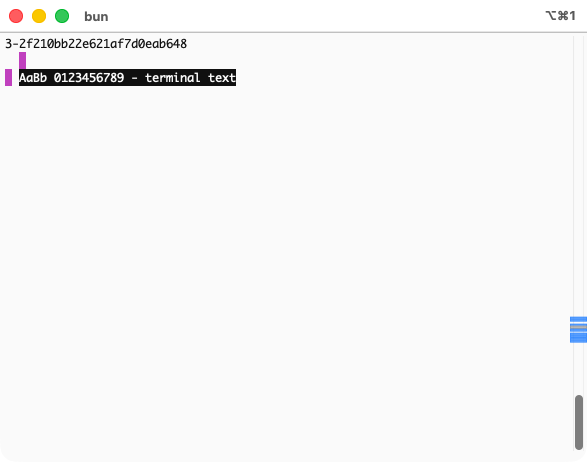 bun
⌥⌘1
3-2f210bb22e621af7d0eab648
AaBb 0123456789 - terminal text